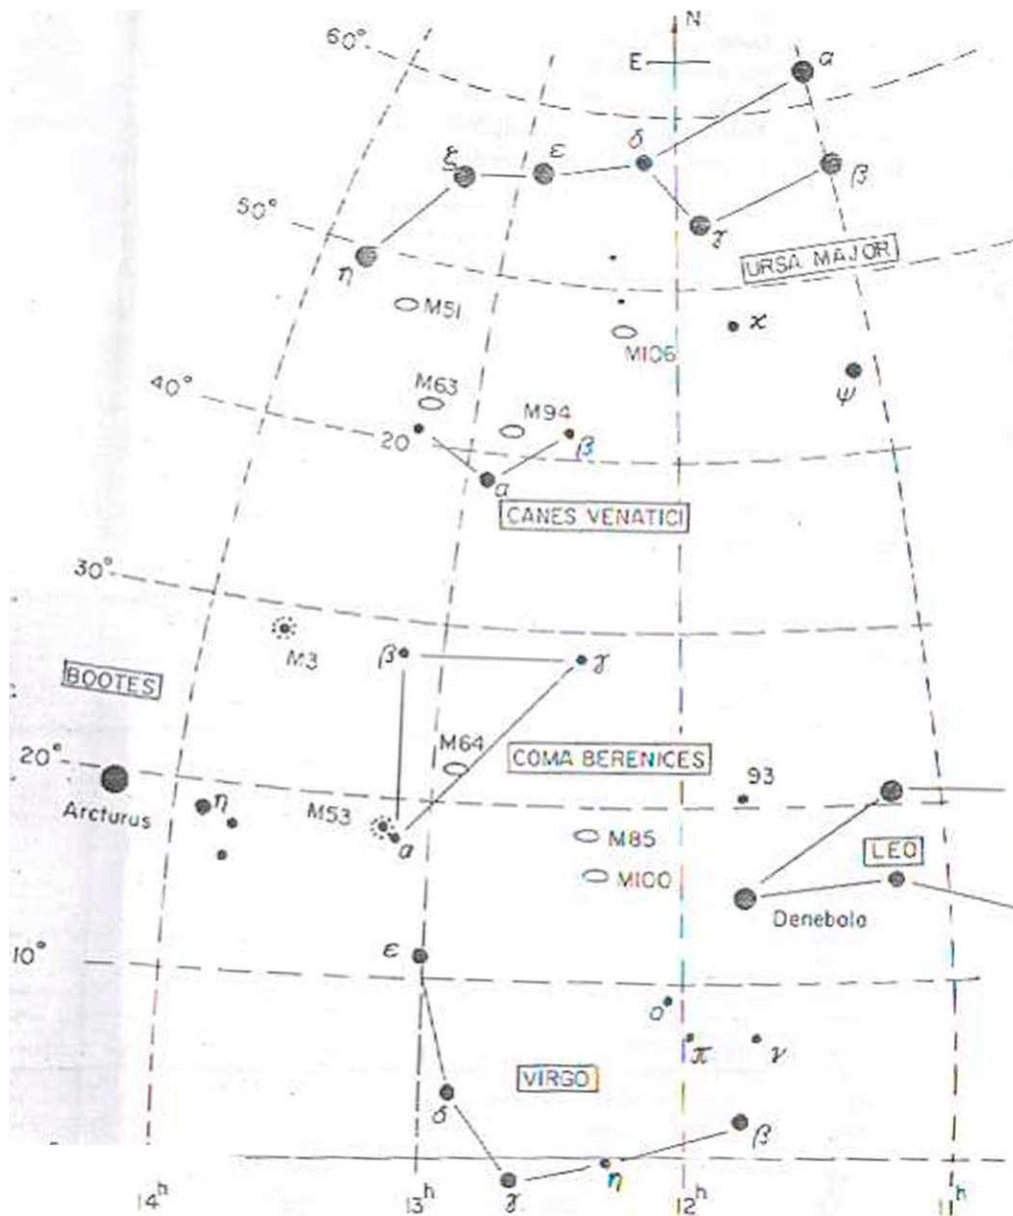 N
60°
E
α
δ
ξ
ε
β
γ
50°
URSA MAJOR
η
M51
χ
M106
ψ
40°
M63
M94
20
β
α
CANES VENATICI
30°
M3
β
γ
BOOTES
20°
M64
COMA BERENICES
93
Arcturus
η
M53
α
M85
LEO
M100
Denebola
ε
10°
ο
π
ν
VIRGO
δ
β
γ
η
14h
13h
12h
11h